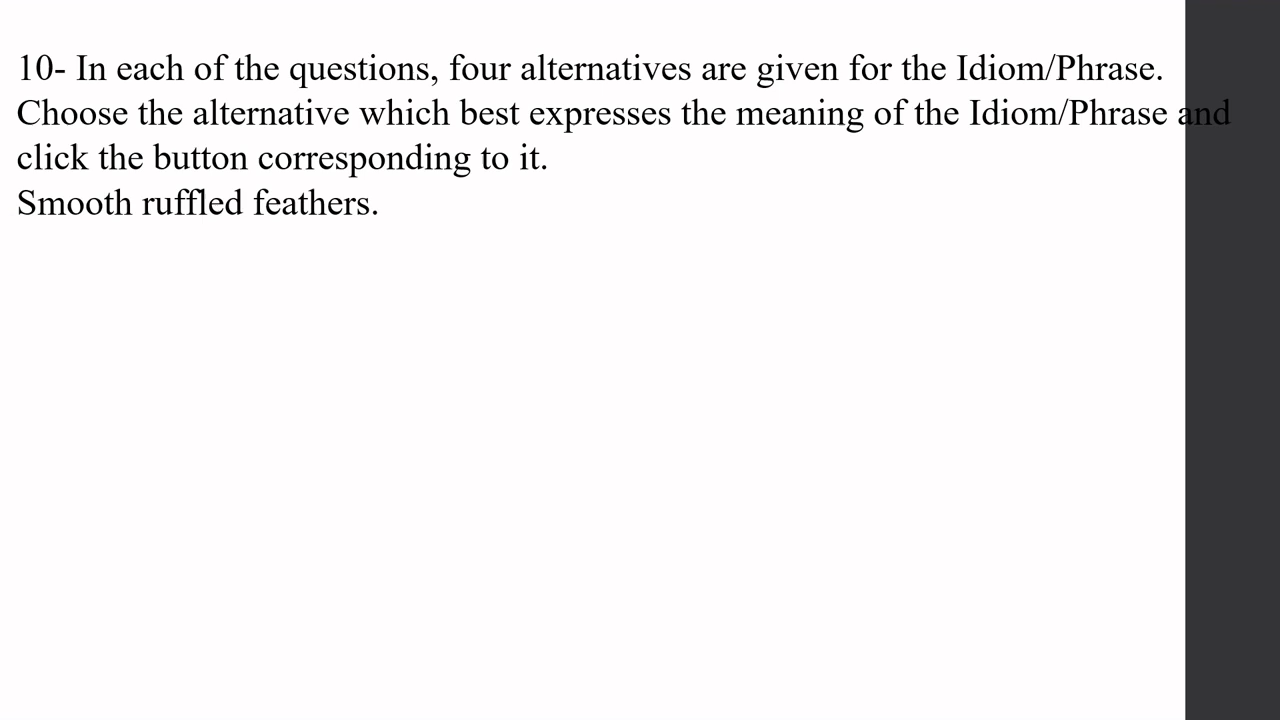 10- In each of the questions, four alternatives are given for the Idiom/Phrase.
Choose the alternative which best expresses the meaning of the Idiom/Phrase and
click the button corresponding to it.
Smooth ruffled feathers.